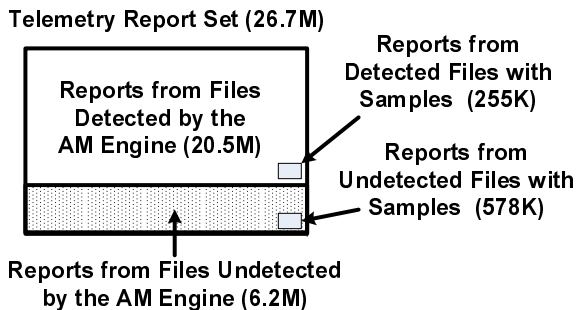 Telemetry Report Set (26.7M)
Reports from Files
Detected by the
AM Engine (20.5M)
Reports from
Detected Files with
Samples (255K)
Reports from
Undetected Files with
Samples (578K)
Reports from Files Undetected
by the AM Engine (6.2M)